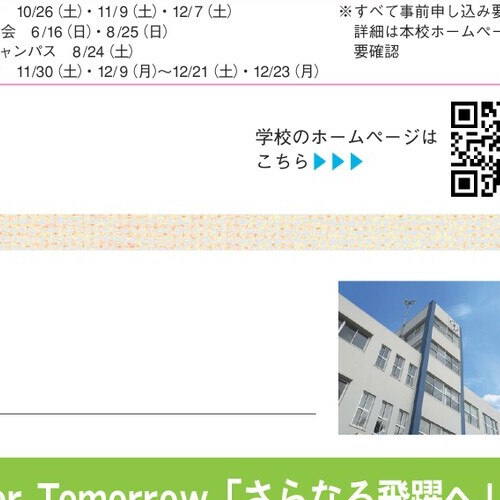 10/26（土）・11/9（土）・12/7（土）
会 6/16（日）・8/25（日）
ャンパス 8/24（土）
11/30（土）・12/9（月）～12/21（土）・12/23（月）
※すべて事前申し込み要
詳細は本校ホームペー
要確認
学校のホームページは
こちら▶▶▶
er Tomorrow「さらなる飛躍へ」